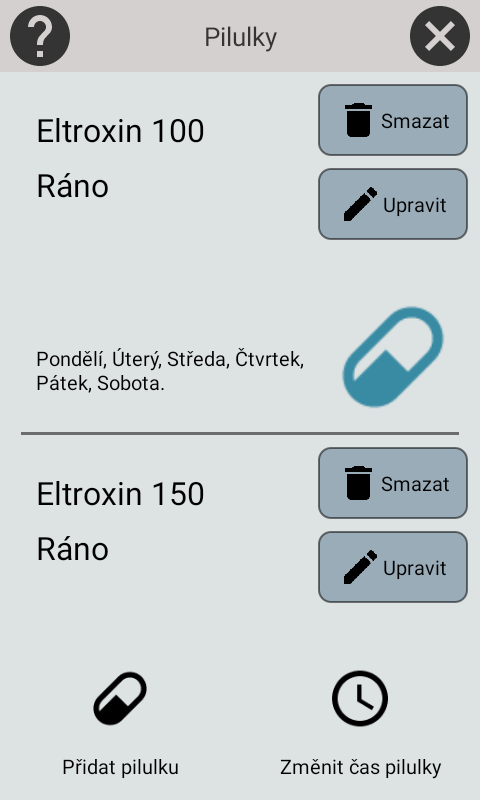 ?
Pilulky
Eltroxin 100
Smazat
Ráno
Upravit
Pondělí, Úterý, Středa, Čtvrtek,
Pátek, Sobota.
Eltroxin 150
Smazat
Ráno
Upravit
Přidat pilulku
Změnit čas pilulky